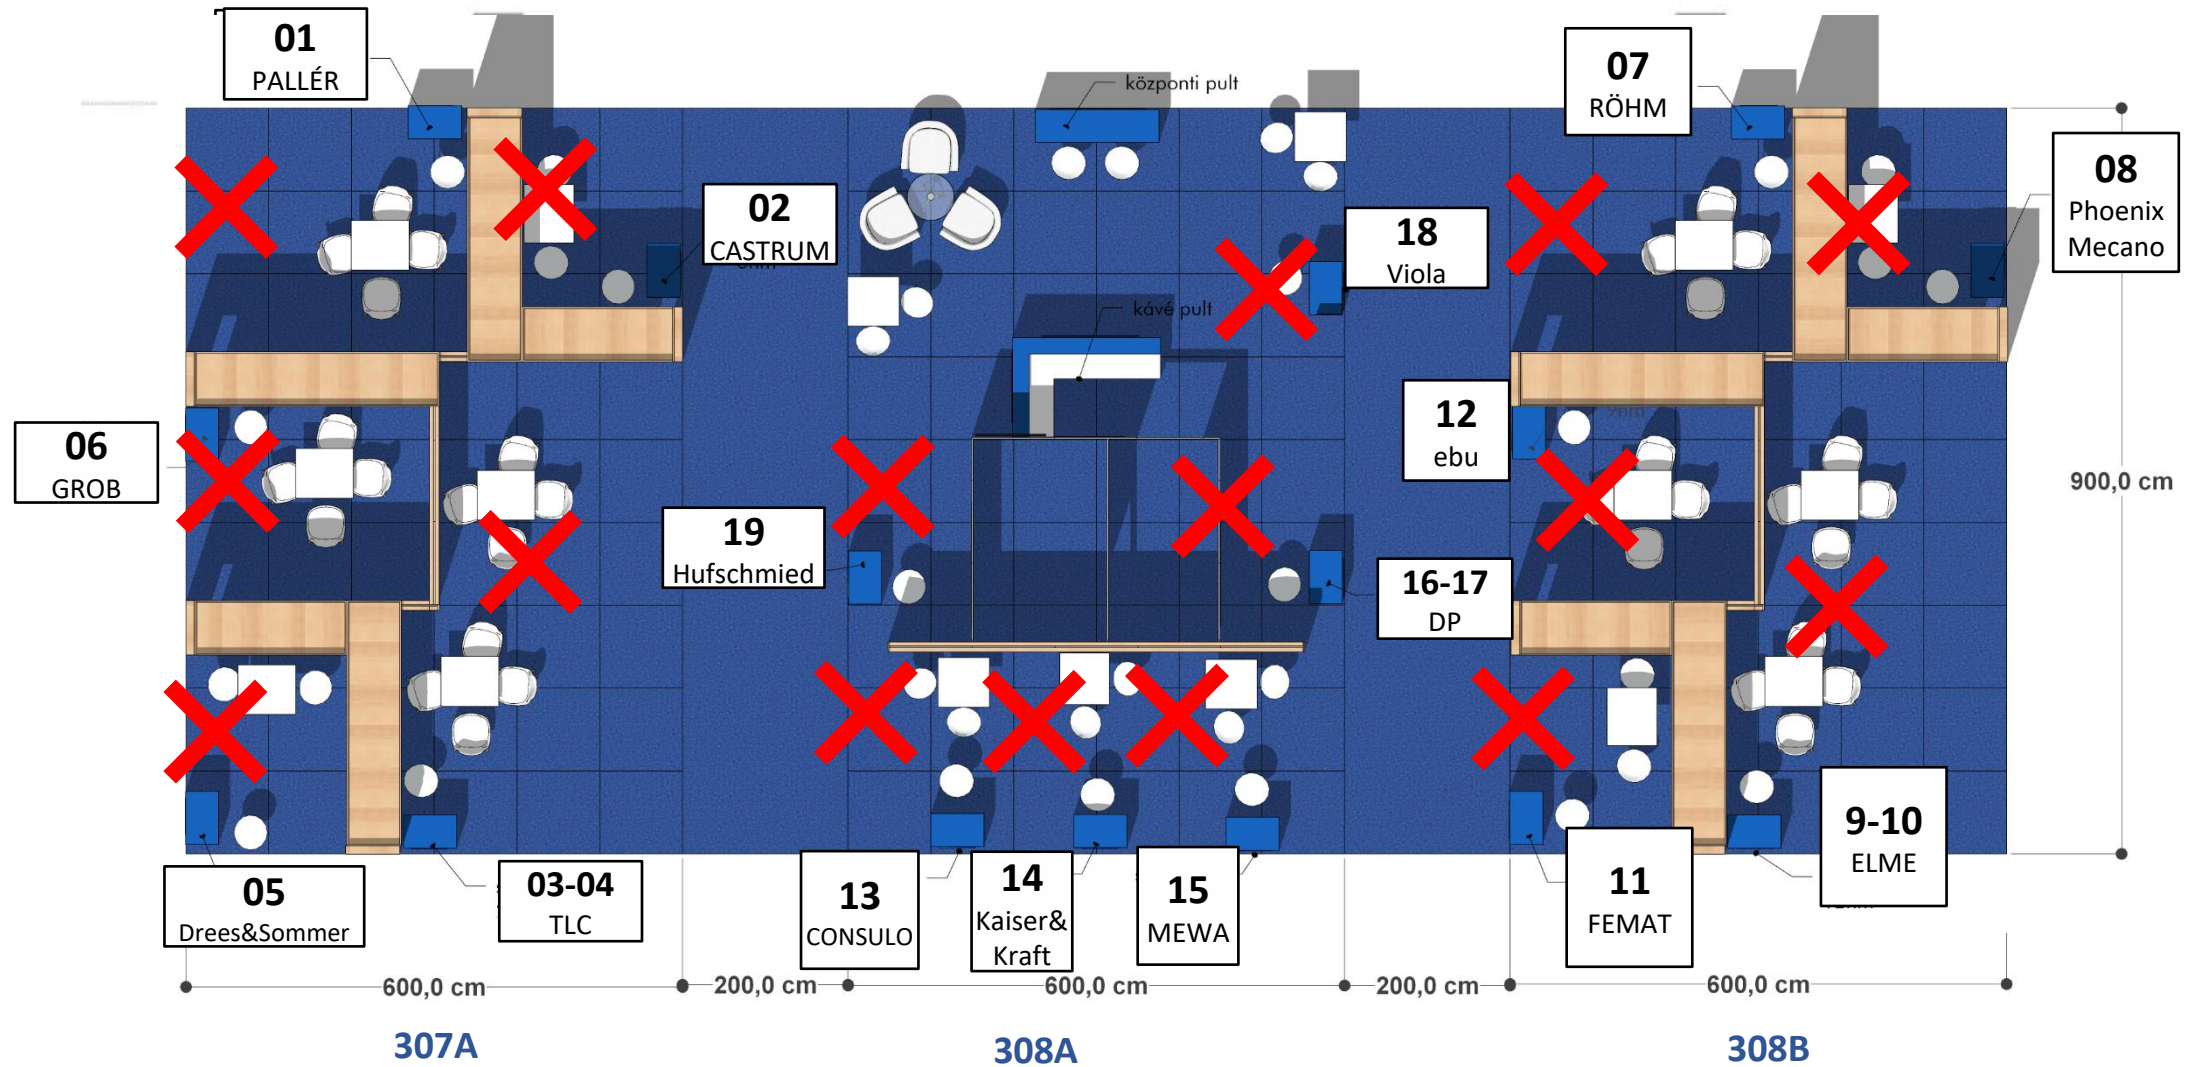 01
PALLÉR
központi pult
07
RÖHM
08
Phoenix
Mecano
02
CASTRUM
18
Viola
kávé pult
06
GROB
12
ebu
900,0 cm
19
Hufschmied
16-17
DP
05
Drees&Sommer
03-04
TLC
13
CONSULO
14
Kaiser&
Kraft
15
MEWA
11
FEMAT
9-10
ELME
600,0 cm
200,0 cm
600,0 cm
200,0 cm
600,0 cm
307A
308A
308B